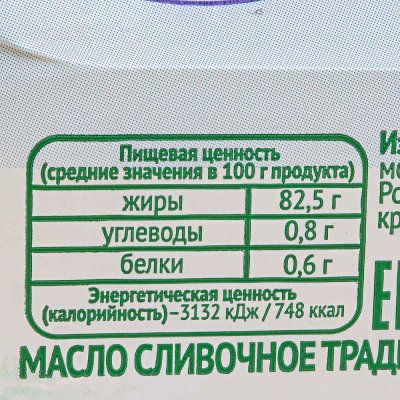 Пищевая ценность
(средние значения в 100 г продукта)
жиры 82,5 г
углеводы 0,8 г
белки 0,6 г
Энергетическая ценность
(калорийность)–3132 кДж / 748 ккал
МАСЛО СЛИВОЧНОЕ